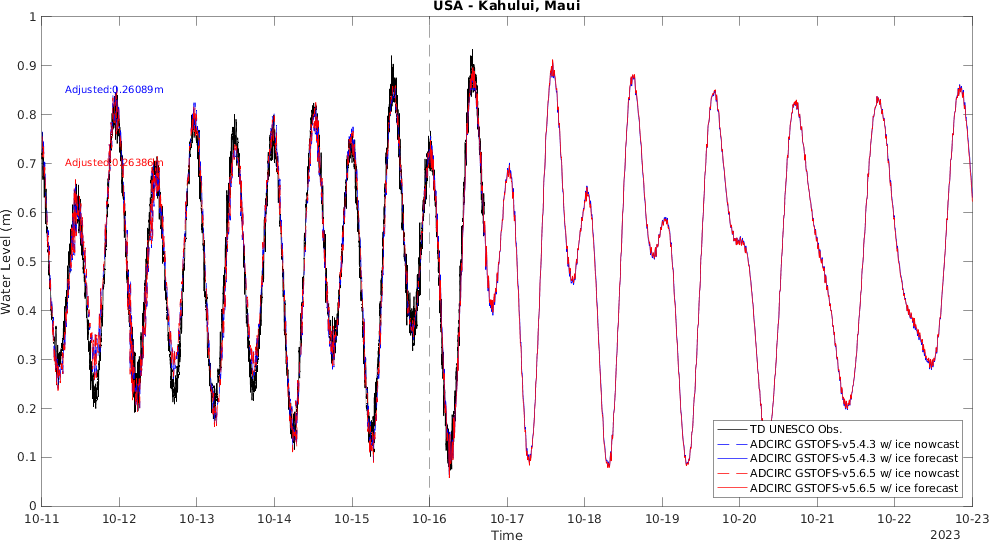 USA - Kahului, Maui
1
0.9
Adjusted:0.26089m
0.8
0.7
Adjusted:0.26386m
0.6
0.5
0.4
0.3
0.2
0.1
0
Water Level (m)
TD UNESCO Obs.
ADCIRC GSTOFS-v5.4.3 w/ ice nowcast
ADCIRC GSTOFS-v5.4.3 w/ ice forecast
ADCIRC GSTOFS-v5.6.5 w/ ice nowcast
ADCIRC GSTOFS-v5.6.5 w/ ice forecast
10-11 10-12 10-13 10-14 10-15 10-16 10-17 10-18 10-19 10-20 10-21 10-22 10-23
Time
2023